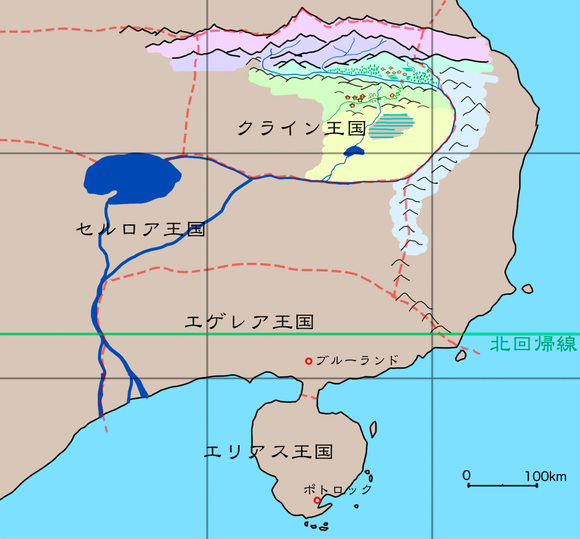 クライン王国
セルロア王国
エゲレア王国
北回帰線
ブルーランド
エリアス王国
ポトロック
0 100km